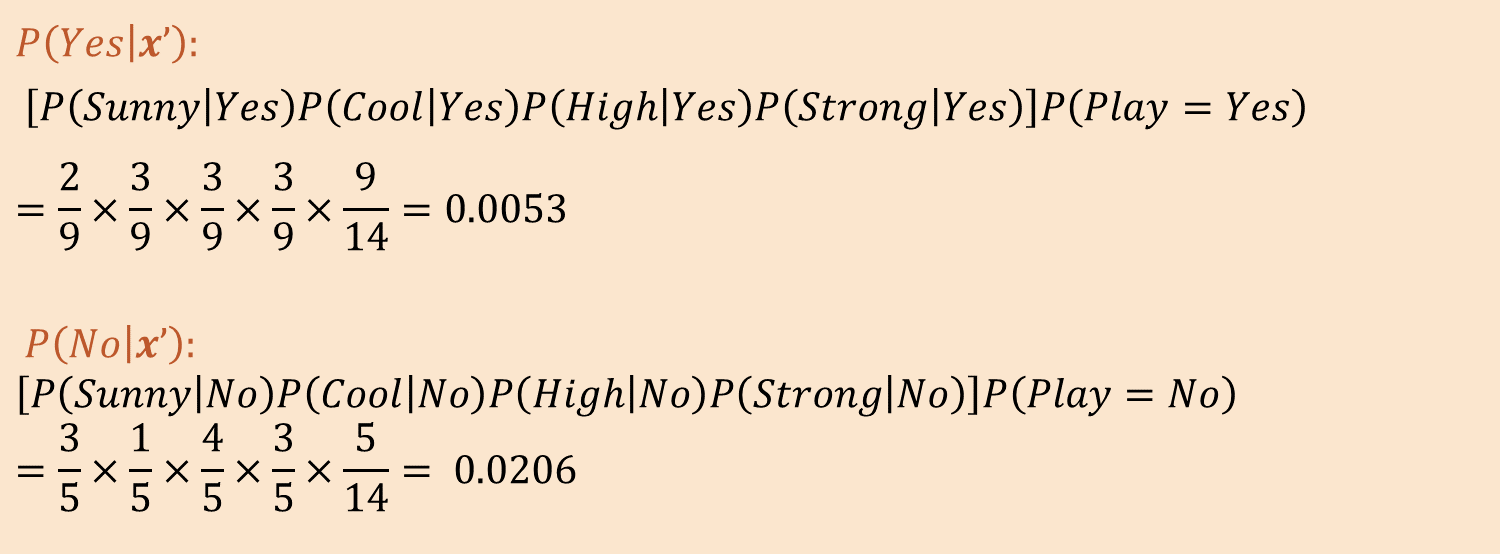 P(Yes|x’):
[P(Sunny|Yes)P(Cool|Yes)P(High|Yes)P(Strong|Yes)]P(Play = Yes)
= 2/9 × 3/9 × 3/9 × 3/9 × 9/14 = 0.0053
P(No|x’):
[P(Sunny|No)P(Cool|No)P(High|No)P(Strong|No)]P(Play = No)
= 3/5 × 1/5 × 4/5 × 3/5 × 5/14 = 0.0206